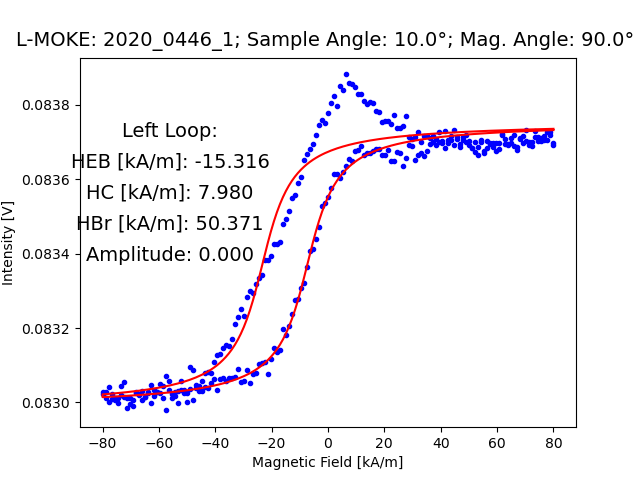 L-MOKE: 2020_0446_1; Sample Angle: 10.0°; Mag. Angle: 90.0°
Left Loop:
HEB [kA/m]: -15.316
HC [kA/m]: 7.980
HBr [kA/m]: 50.371
Amplitude: 0.000
Intensity [V]
0.0838
0.0836
0.0834
0.0832
0.0830
−80
−60
−40
−20
0
20
40
60
80
Magnetic Field [kA/m]